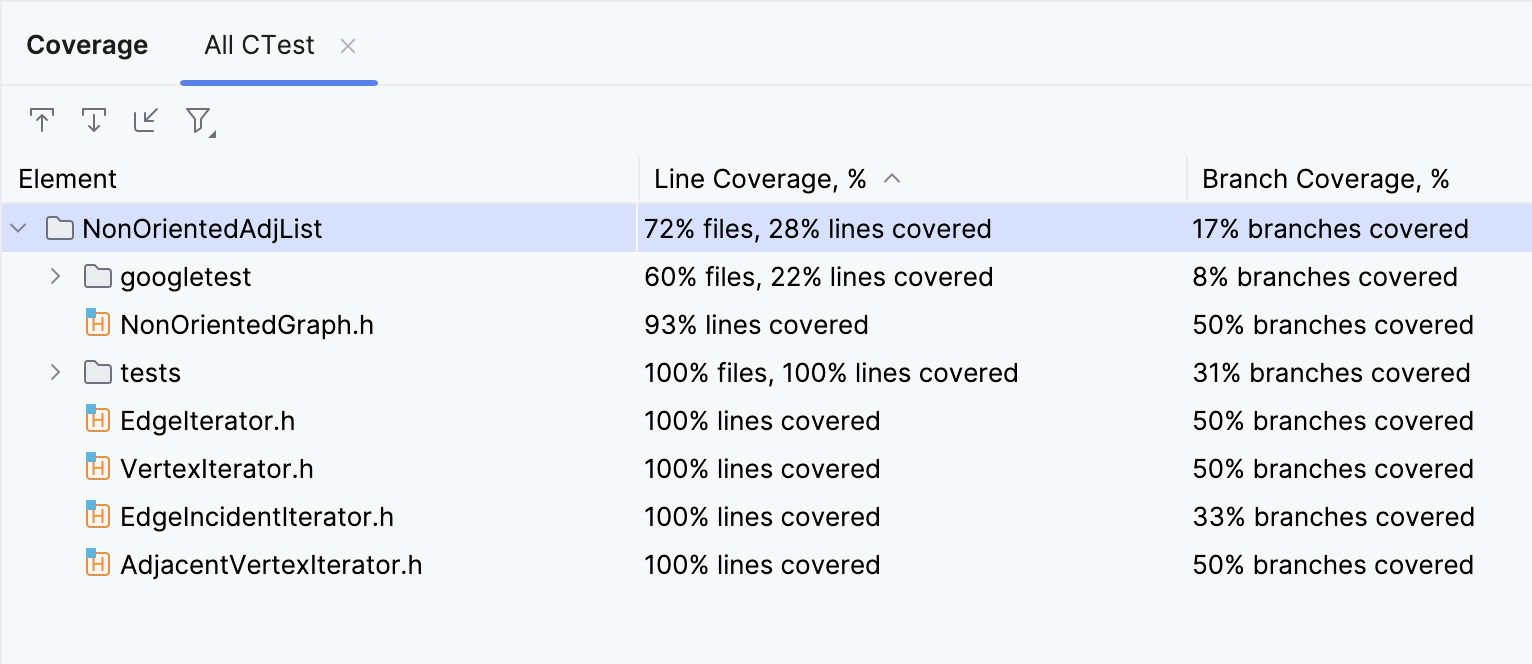 Coverage All CTest
Element Line Coverage, % Branch Coverage, %
NonOrientedAdjList 72% files, 28% lines covered 17% branches covered
googletest 60% files, 22% lines covered 8% branches covered
H NonOrientedGraph.h 93% lines covered 50% branches covered
tests 100% files, 100% lines covered 31% branches covered
H EdgeIterator.h 100% lines covered 50% branches covered
H VertexIterator.h 100% lines covered 50% branches covered
H EdgeIncidentIterator.h 100% lines covered 33% branches covered
H AdjacentVertexIterator.h 100% lines covered 50% branches covered